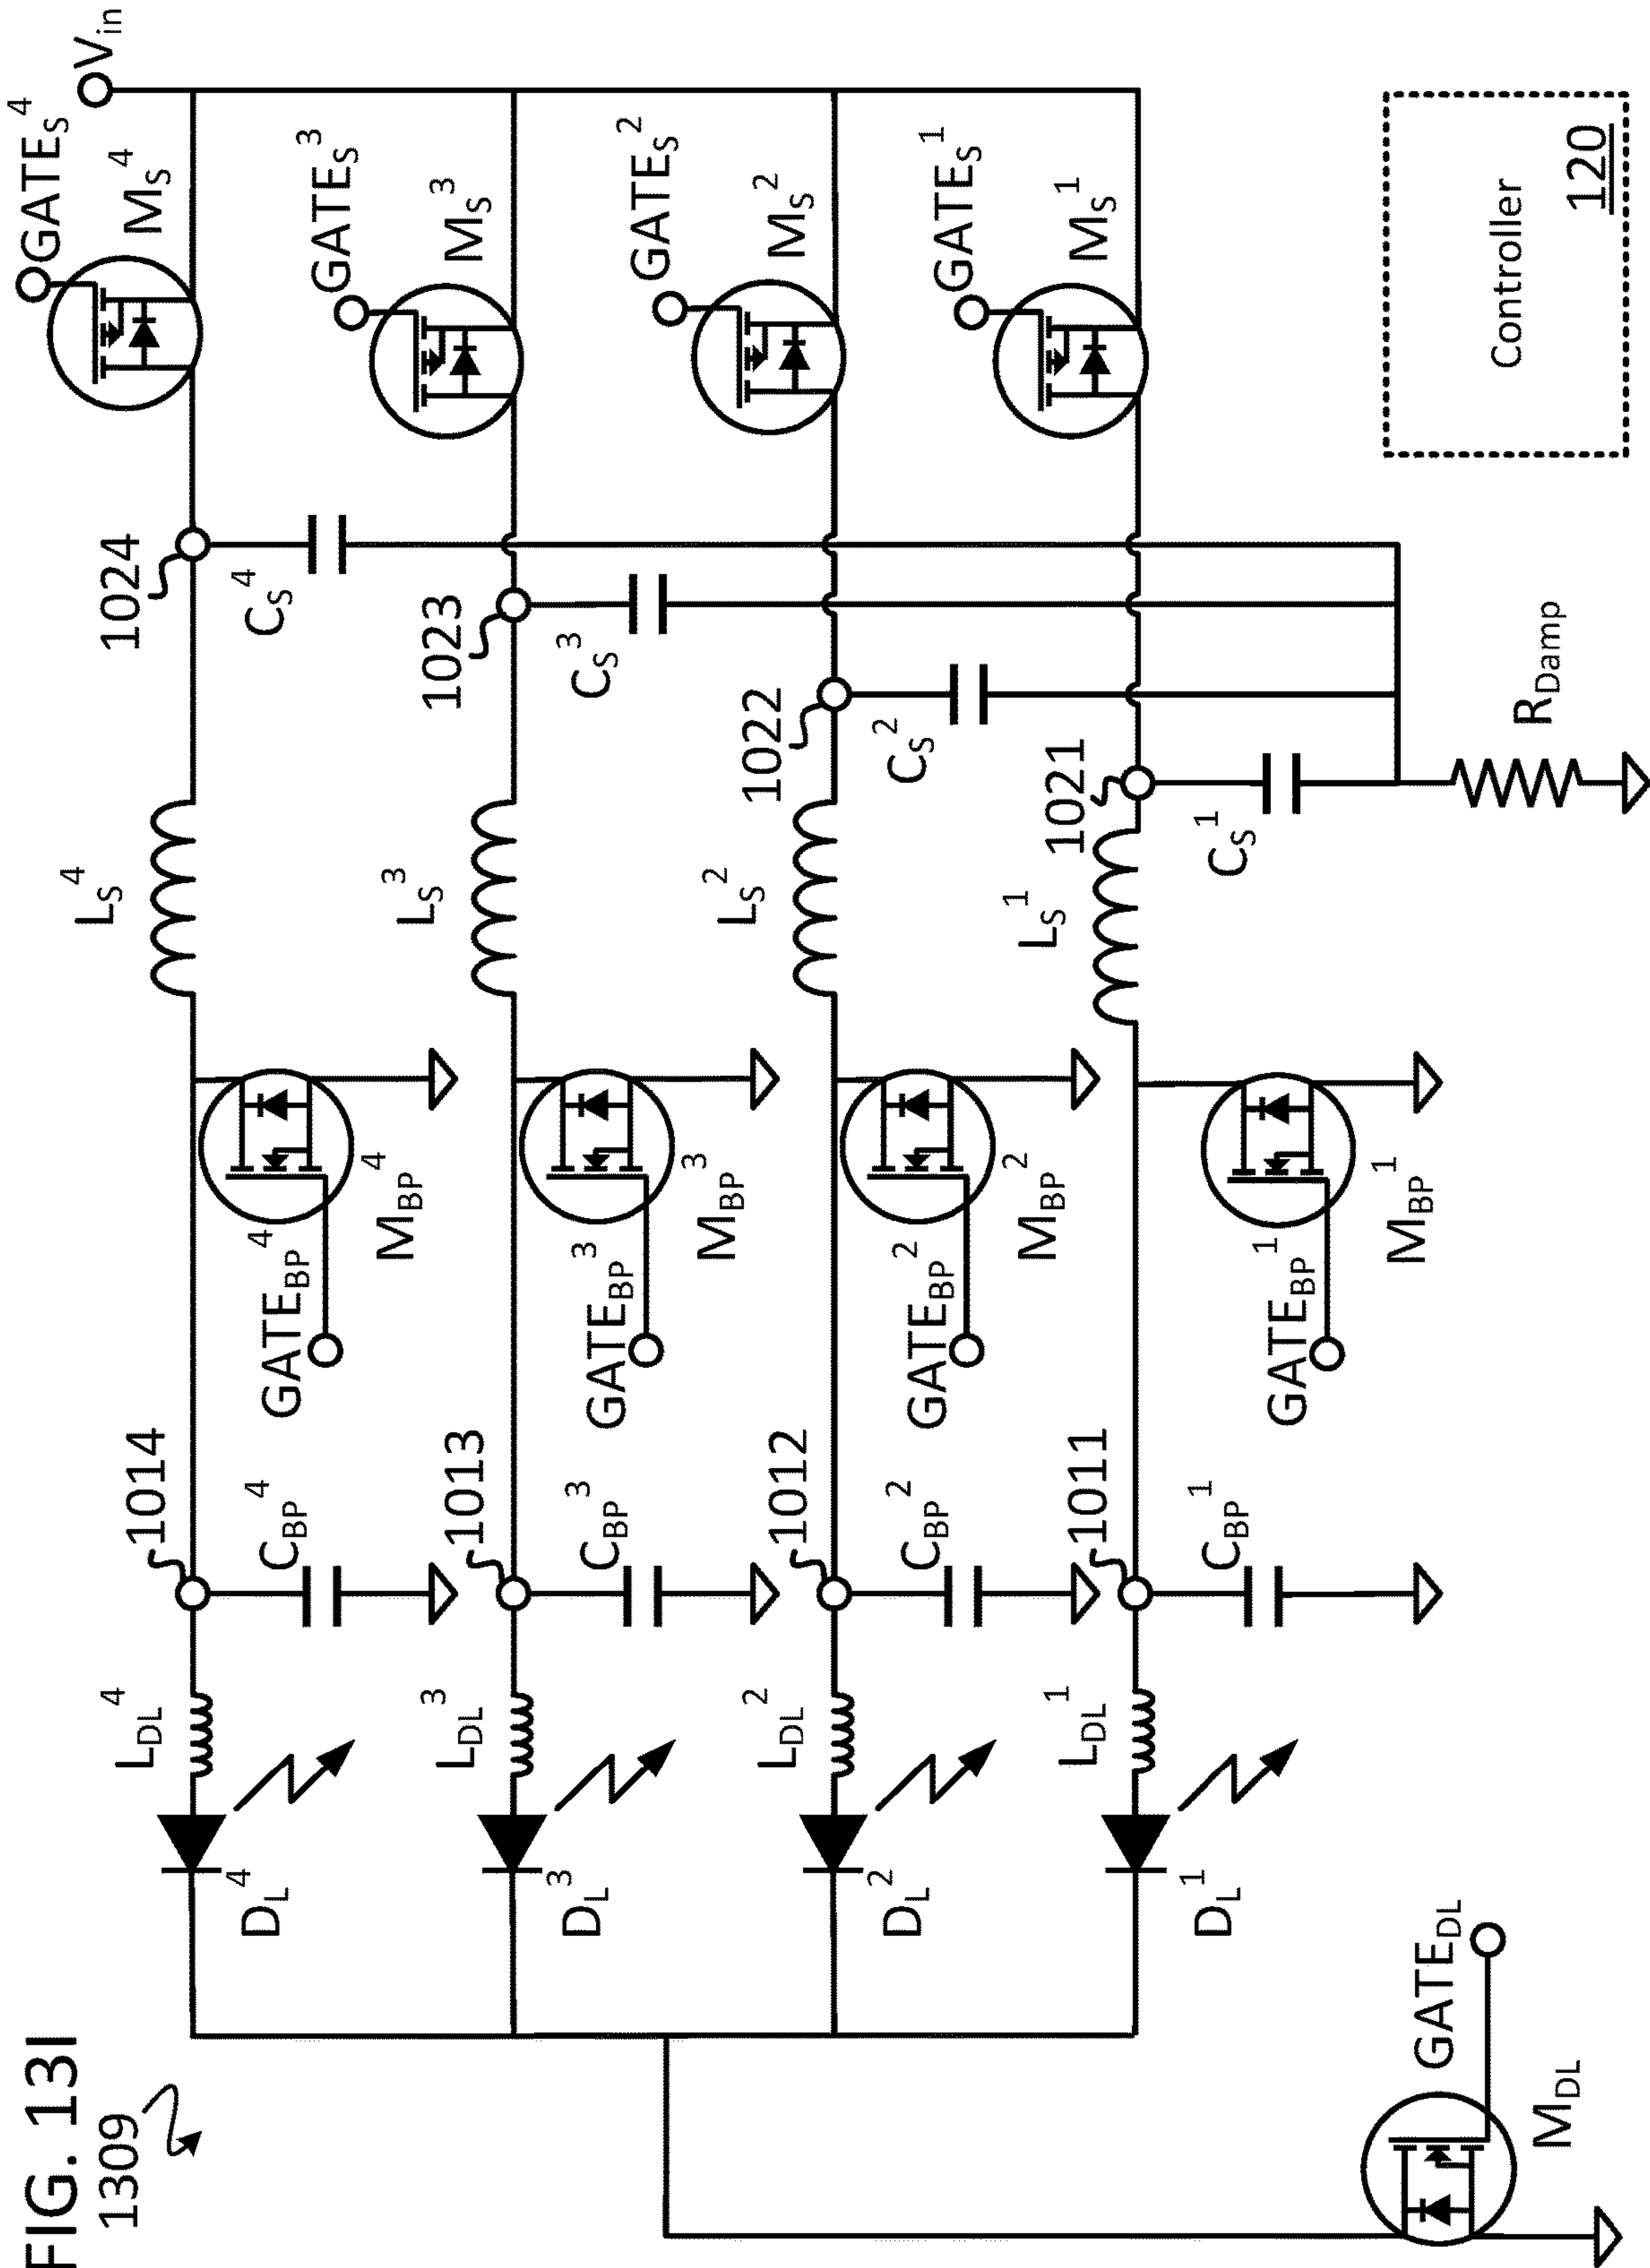 FIG. 13I
1309
V_in
GATE_S^4
M_S^4
1024
C_S^4
L_S^4
GATE_BP^4
M_BP^4
1014
C_BP^4
L_DL^4
D_L^4
GATE_S^3
M_S^3
1023
C_S^3
L_S^3
GATE_BP^3
M_BP^3
1013
C_BP^3
L_DL^3
D_L^3
GATE_S^2
M_S^2
1022
C_S^2
L_S^2
GATE_BP^2
M_BP^2
1012
C_BP^2
L_DL^2
D_L^2
GATE_S^1
M_S^1
1021
C_S^1
L_S^1
GATE_BP^1
M_BP^1
1011
C_BP^1
L_DL^1
D_L^1
R_Damp
GATE_DL
M_DL
Controller
120